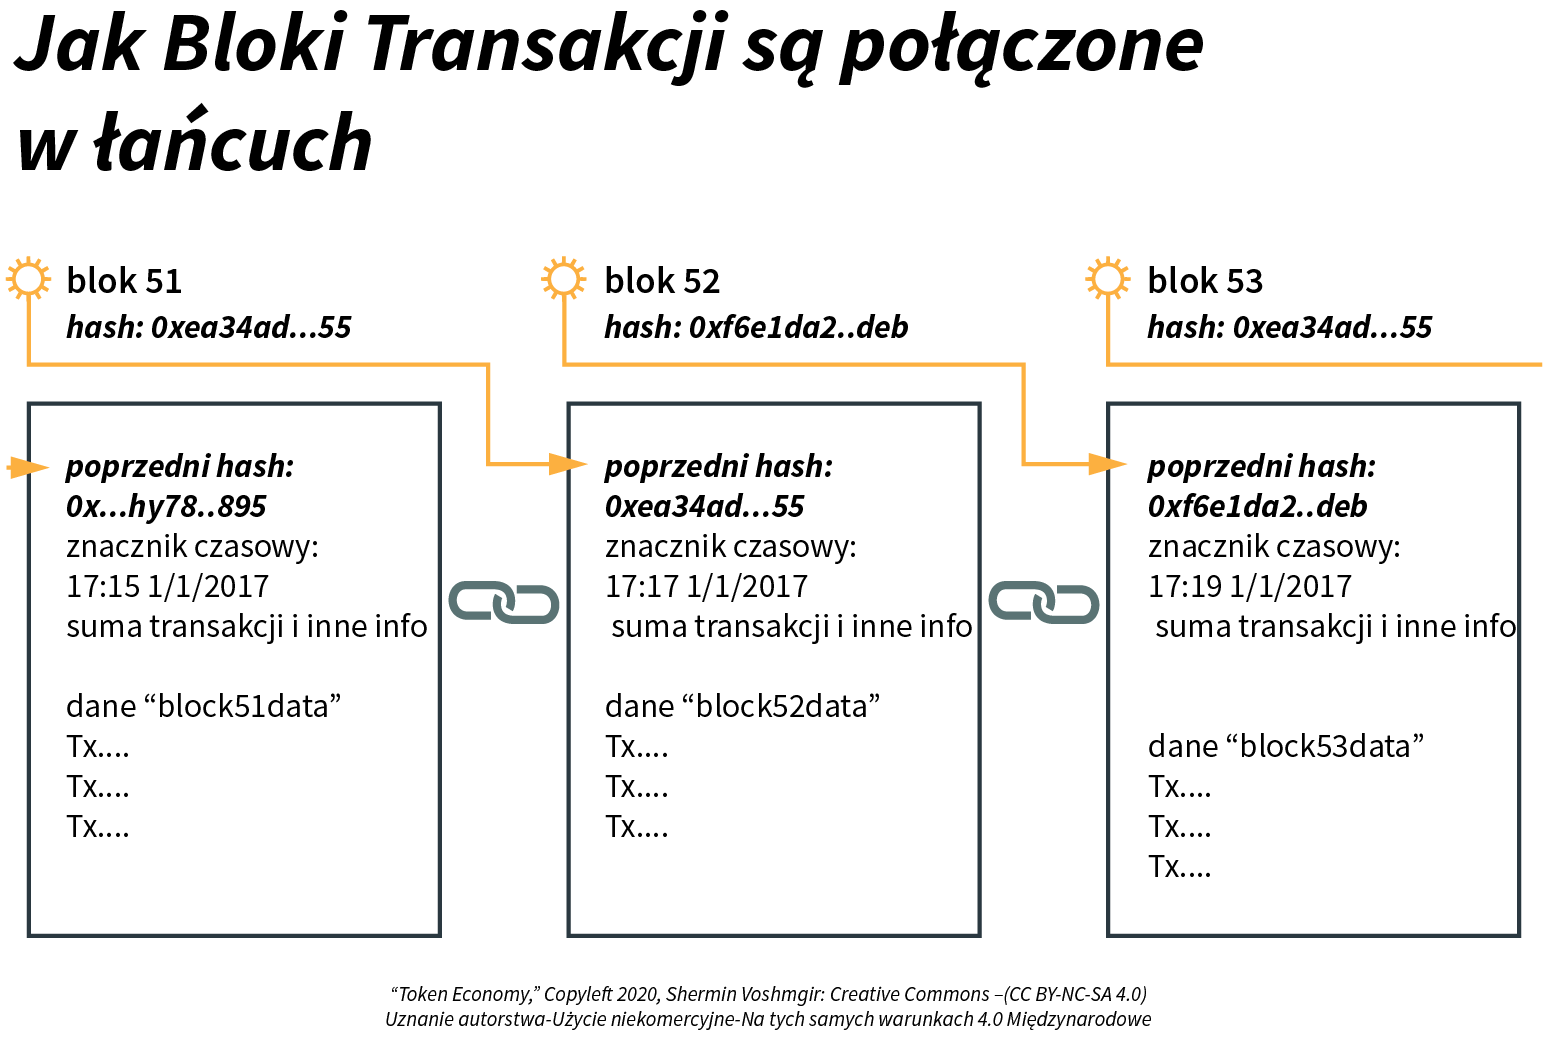 Jak Bloki Transakcji są połączone
w łańcuch
blok 51
hash: 0xea34ad...55
blok 52
hash: 0xf6e1da2..deb
blok 53
hash: 0xea34ad...55
poprzedni hash:
0x...hy78..895
znacznik czasowy:
17:15 1/1/2017
suma transakcji i inne info
dane “block51data”
Tx....
Tx....
Tx....
poprzedni hash:
0xea34ad...55
znacznik czasowy:
17:17 1/1/2017
suma transakcji i inne info
dane “block52data”
Tx....
Tx....
Tx....
poprzedni hash:
0xf6e1da2..deb
znacznik czasowy:
17:19 1/1/2017
suma transakcji i inne info
dane “block53data”
Tx....
Tx....
Tx....
“Token Economy,” Copyleft 2020, Shermin Voshmgir: Creative Commons –(CC BY-NC-SA 4.0)
Uznanie autorstwa-Użycie niekomercyjne-Na tych samych warunkach 4.0 Międzynarodowe